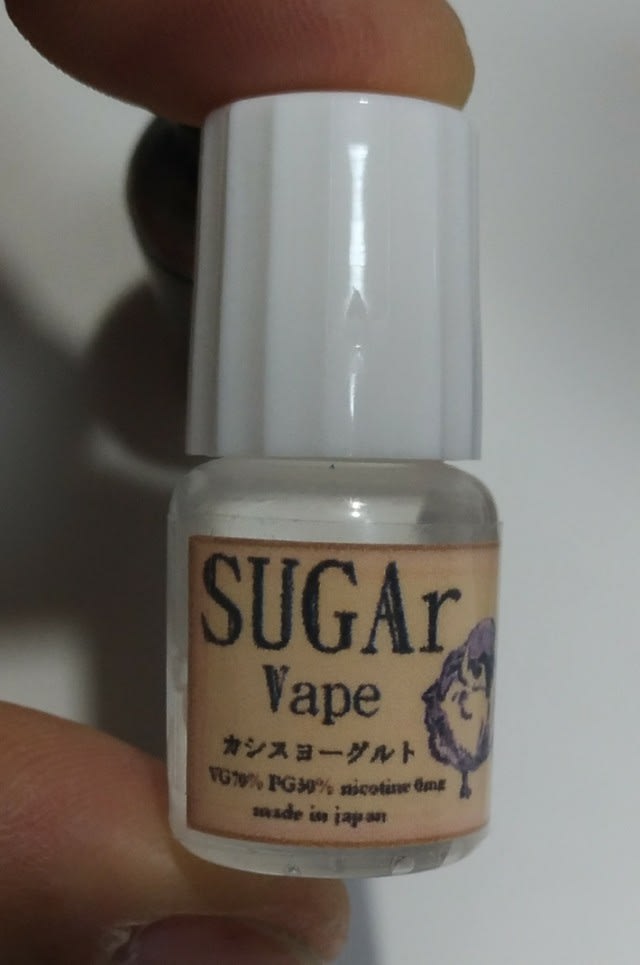 SUGAr
Vape
カシスヨーグルト
VG70% PG30% nicotine 0mg
made in japan